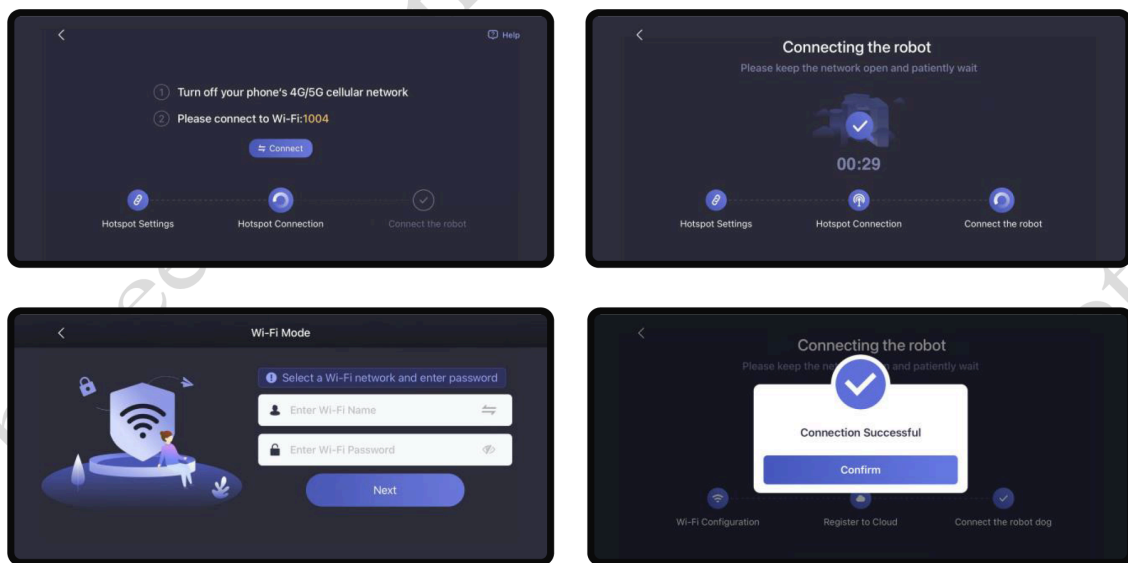 Help
1 Turn off your phone's 4G/5G cellular network
2 Please connect to Wi-Fi:1004
Connect
Hotspot Settings
Hotspot Connection
Connect the robot
Connecting the robot
Please keep the network open and patiently wait
00:29
Hotspot Settings
Hotspot Connection
Connect the robot
Wi-Fi Mode
Select a Wi-Fi network and enter password
Enter Wi-Fi Name
Enter Wi-Fi Password
Next
Connecting the robot
Please keep the and patiently wait
Connection Successful
Confirm
Wi-Fi Configuration
Register to Cloud
Connect the robot dog